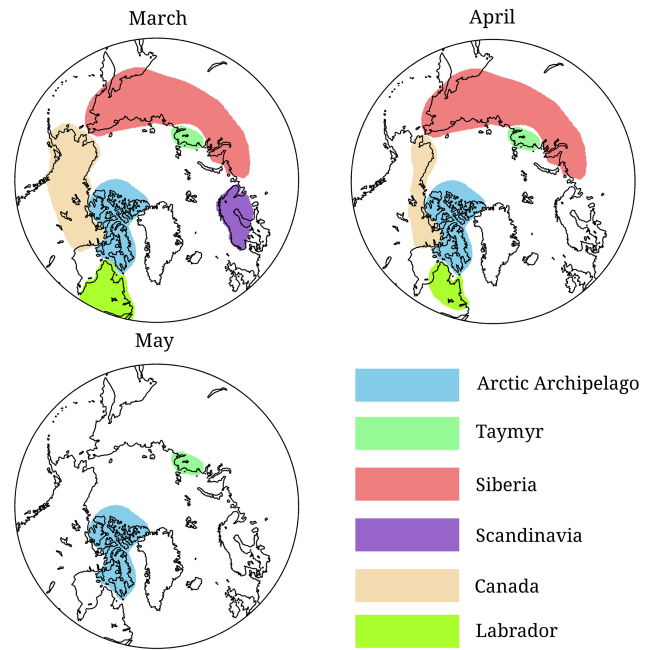 March
April
May
Arctic Archipelago
Taymyr
Siberia
Scandinavia
Canada
Labrador